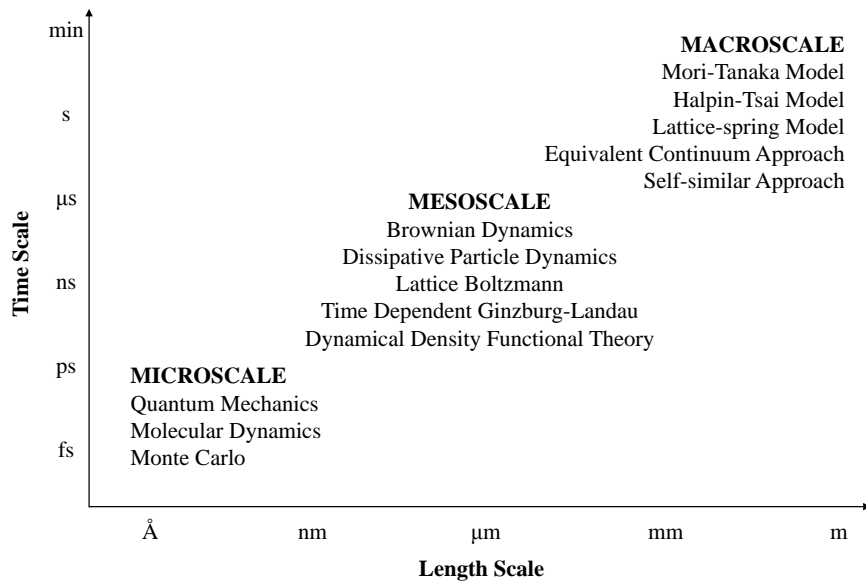 min
s
μs
ns
ps
fs
Time Scale
MACROSCALE
Mori-Tanaka Model
Halpin-Tsai Model
Lattice-spring Model
Equivalent Continuum Approach
Self-similar Approach
MESOSCALE
Brownian Dynamics
Dissipative Particle Dynamics
Lattice Boltzmann
Time Dependent Ginzburg-Landau
Dynamical Density Functional Theory
MICROSCALE
Quantum Mechanics
Molecular Dynamics
Monte Carlo
Å nm μm mm m
Length Scale